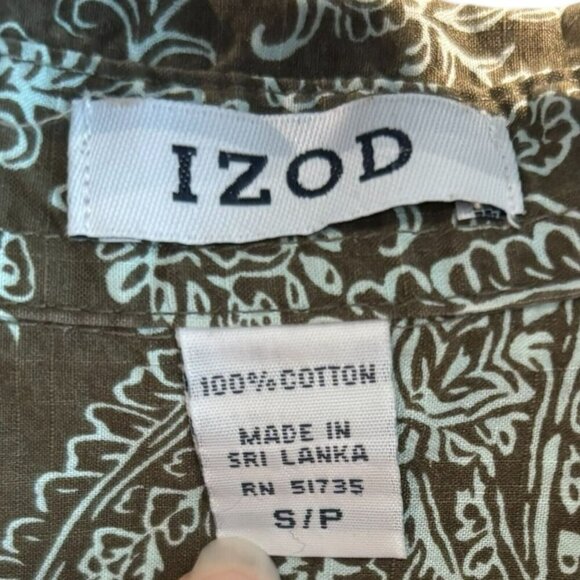 IZOD
100% COTTON
MADE IN
SRI LANKA
RN 51735
S/P